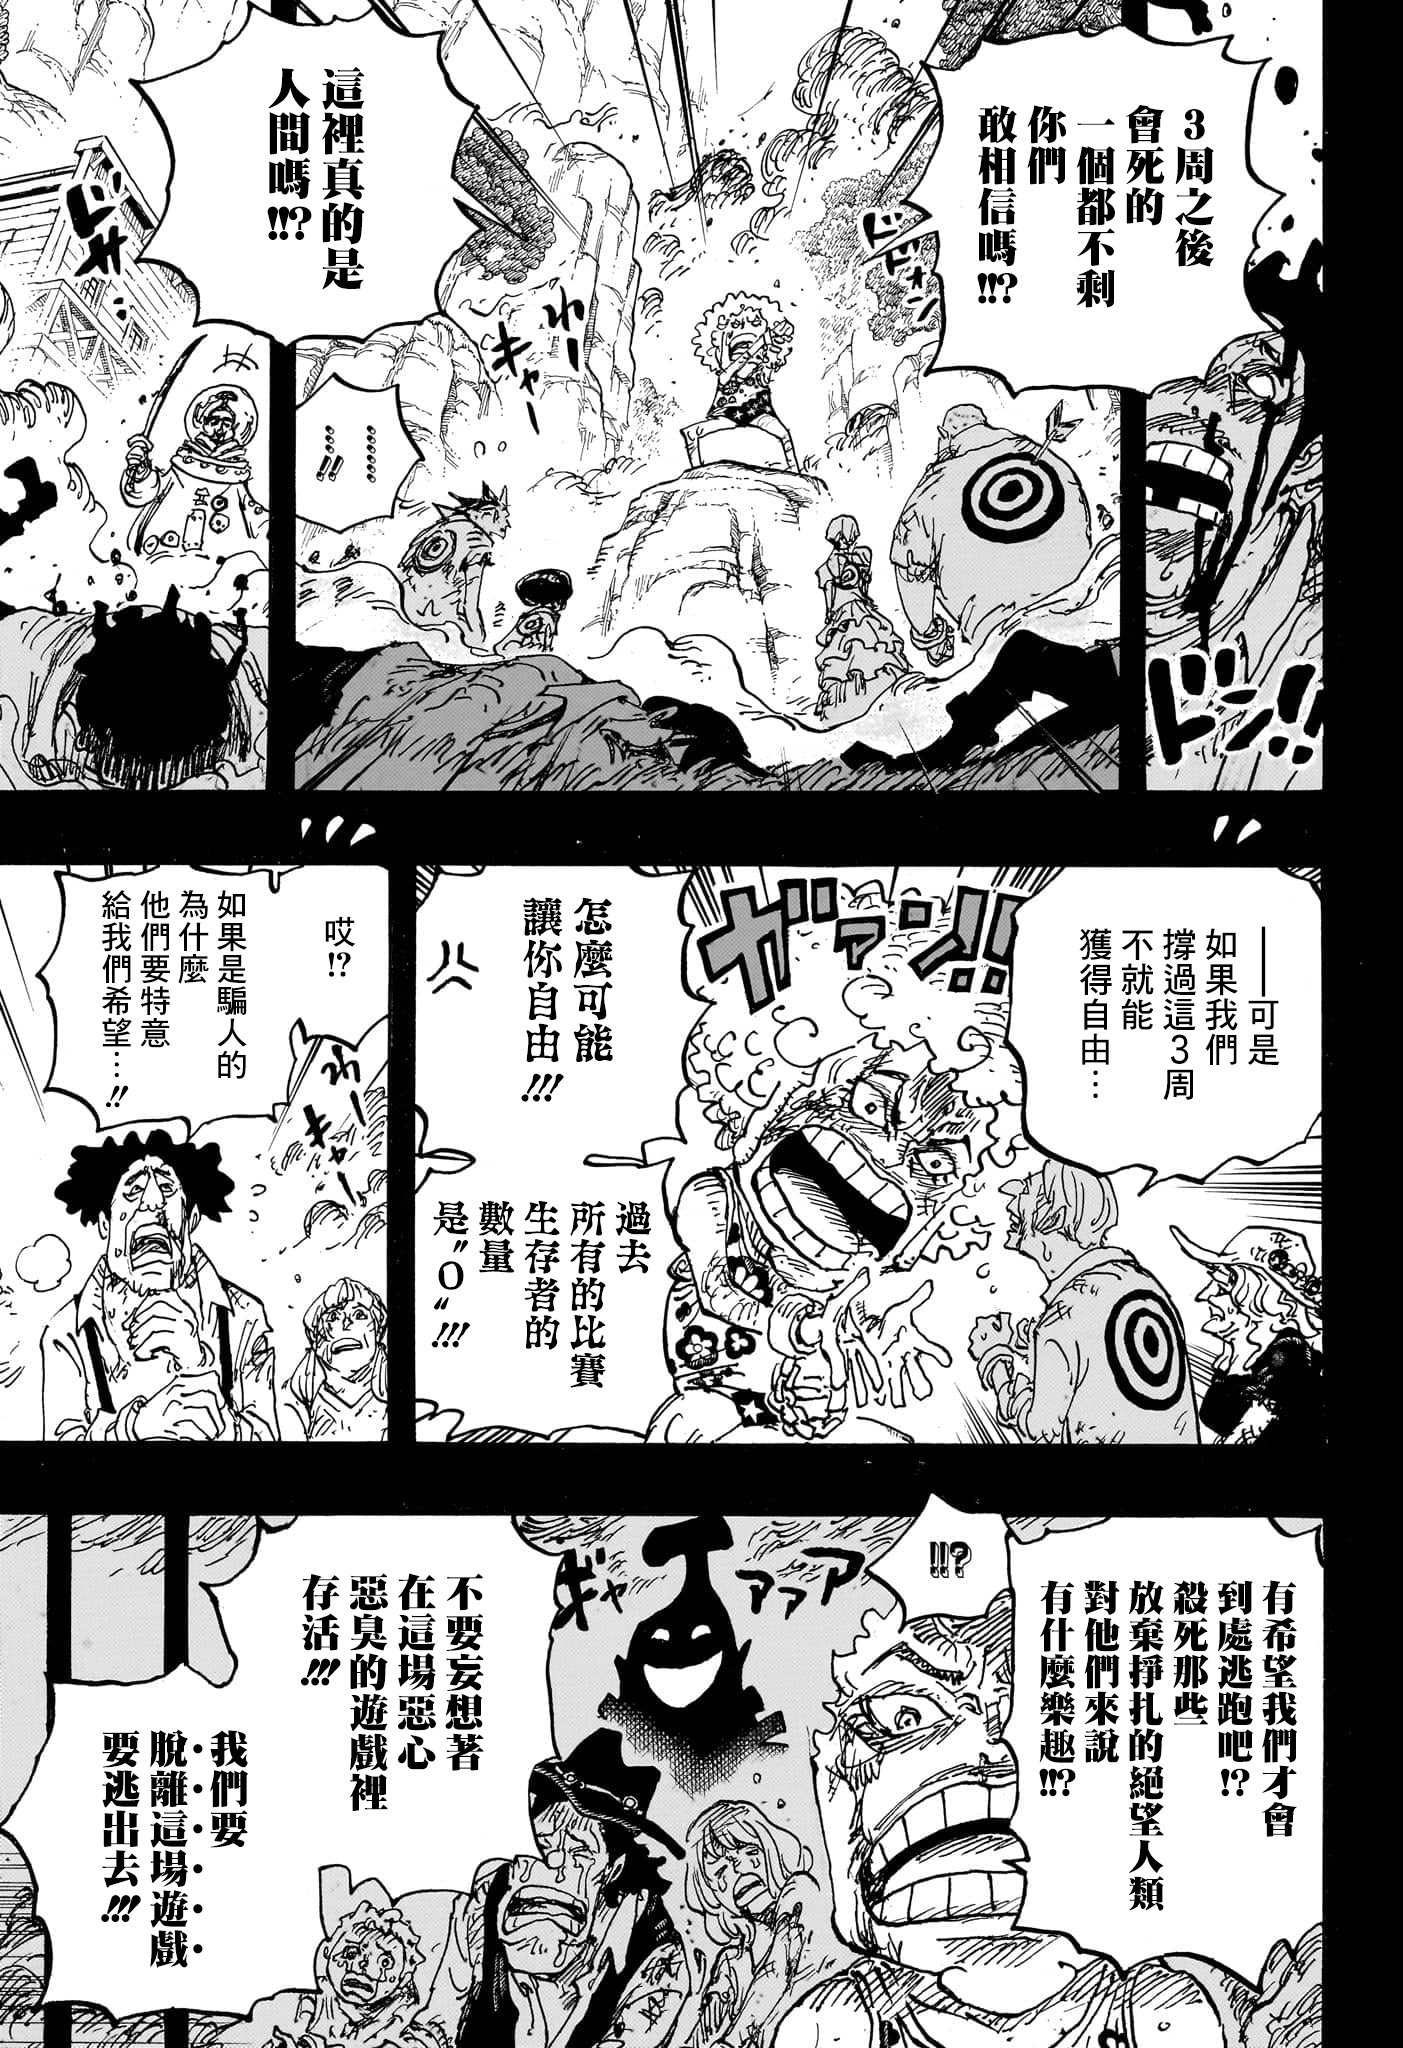 3周之後
會死的
一個都不剩
你們
敢相信嗎!!?
ドン!!
ドドォン
這裡真的是
人間嗎!!?
わー
キャー
……
……!!
ドサ
――可是
如果我們
撐過這3周
不就能
獲得自由…
ガァーン!!
怎麼可能
讓你自由!!!
過去
所有的比賽
生存者的
數量
是"0"!!!
哎!?
如果是騙人的
為什麼
他們要特意
給我們希望…!!
わー
キャー
有希望我們才會
到處逃跑吧!?
殺死那些
放棄掙扎的絕望人類
對他們來說
有什麼樂趣!!?
!!?
ギャ
アアア
不要妄想著
在這場惡心
惡臭的遊戲裡
存活!!!
我們要
脫離這場遊戲
要逃出去!!!